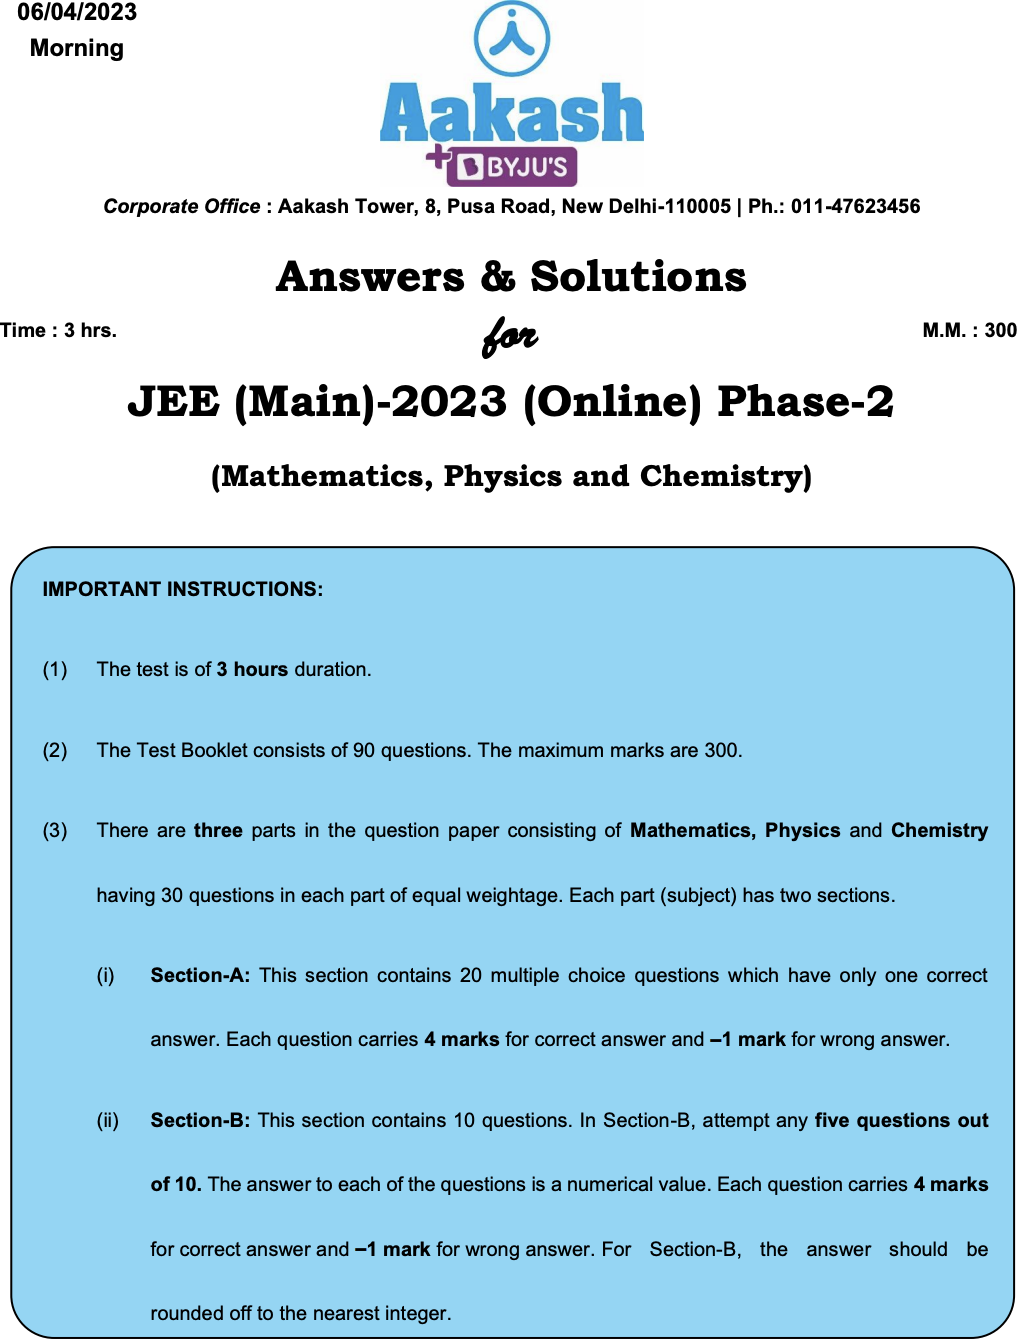 06/04/2023
Morning
Aakash
+ BYJU'S
Corporate Office : Aakash Tower, 8, Pusa Road, New Delhi-110005 | Ph.: 011-47623456
Answers & Solutions
Time : 3 hrs.
for
M.M. : 300
JEE (Main)-2023 (Online) Phase-2
(Mathematics, Physics and Chemistry)
IMPORTANT INSTRUCTIONS:
(1) The test is of 3 hours duration.
(2) The Test Booklet consists of 90 questions. The maximum marks are 300.
(3) There are three parts in the question paper consisting of Mathematics, Physics and Chemistry
having 30 questions in each part of equal weightage. Each part (subject) has two sections.
(i) Section-A: This section contains 20 multiple choice questions which have only one correct
answer. Each question carries 4 marks for correct answer and –1 mark for wrong answer.
(ii) Section-B: This section contains 10 questions. In Section-B, attempt any five questions out
of 10. The answer to each of the questions is a numerical value. Each question carries 4 marks
for correct answer and –1 mark for wrong answer. For Section-B, the answer should be
rounded off to the nearest integer.